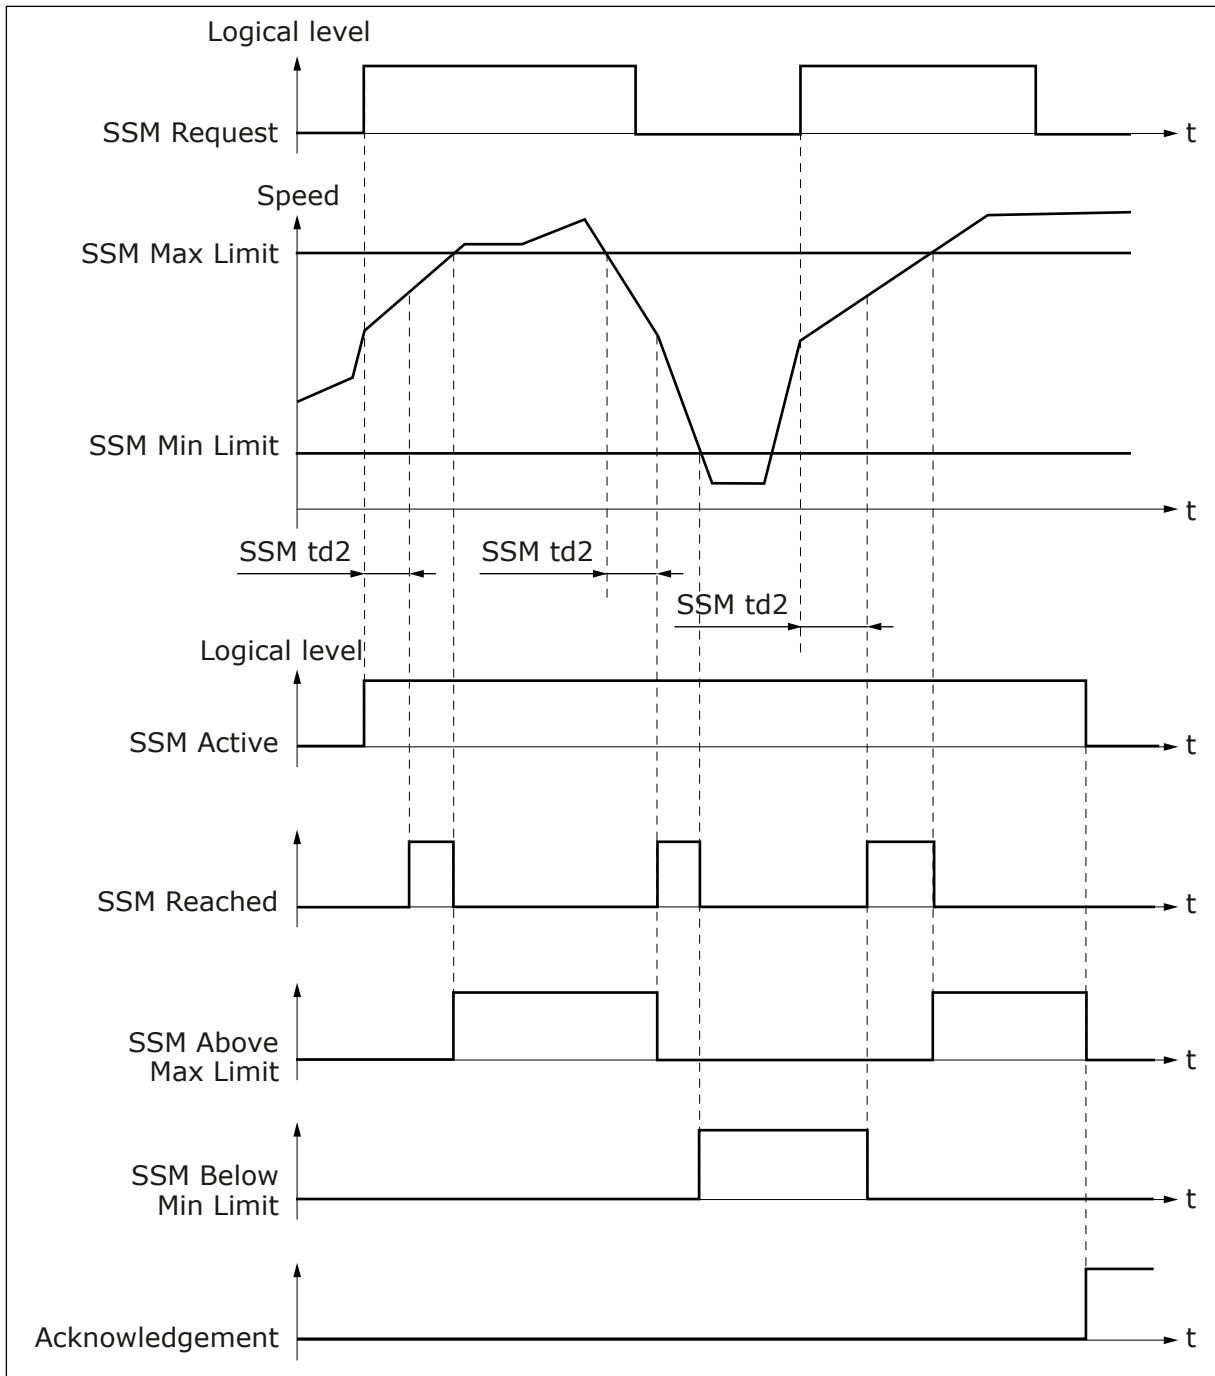 Logical level
SSM Request
t
Speed
SSM Max Limit
SSM Min Limit
t
SSM td2
SSM td2
SSM td2
Logical level
SSM Active
t
SSM Reached
t
SSM Above
Max Limit
t
SSM Below
Min Limit
t
Acknowledgement
t